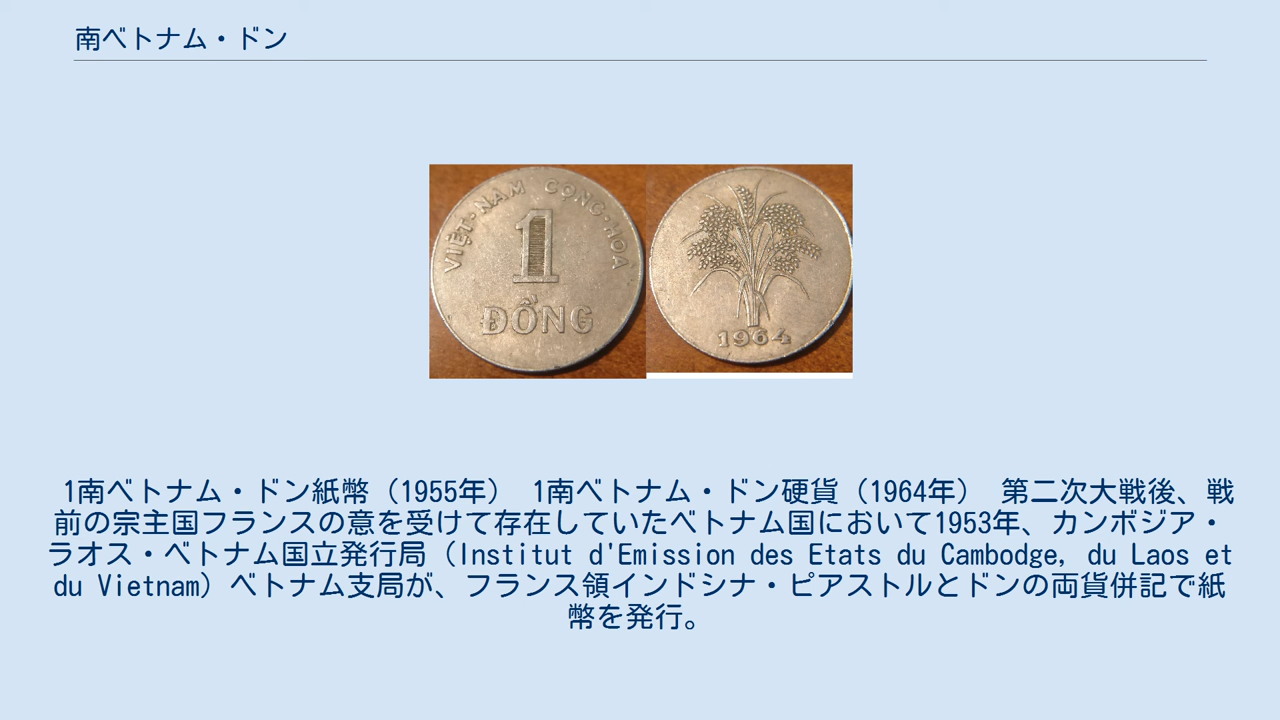 南ベトナム・ドン
VIỆT·NAM CỘNG·HOÀ
1
ĐỒNG
1964
1南ベトナム・ドン紙幣（1955年） 1南ベトナム・ドン硬貨（1964年） 第二次大戦後、戦
前の宗主国フランスの意を受けて存在していたベトナム国において1953年、カンボジア・
ラオス・ベトナム国立発行局（Institut d'Emission des Etats du Cambodge, du Laos et
du Vietnam）ベトナム支局が、フランス領インドシナ・ピアストルとドンの両貨併記で紙
幣を発行。